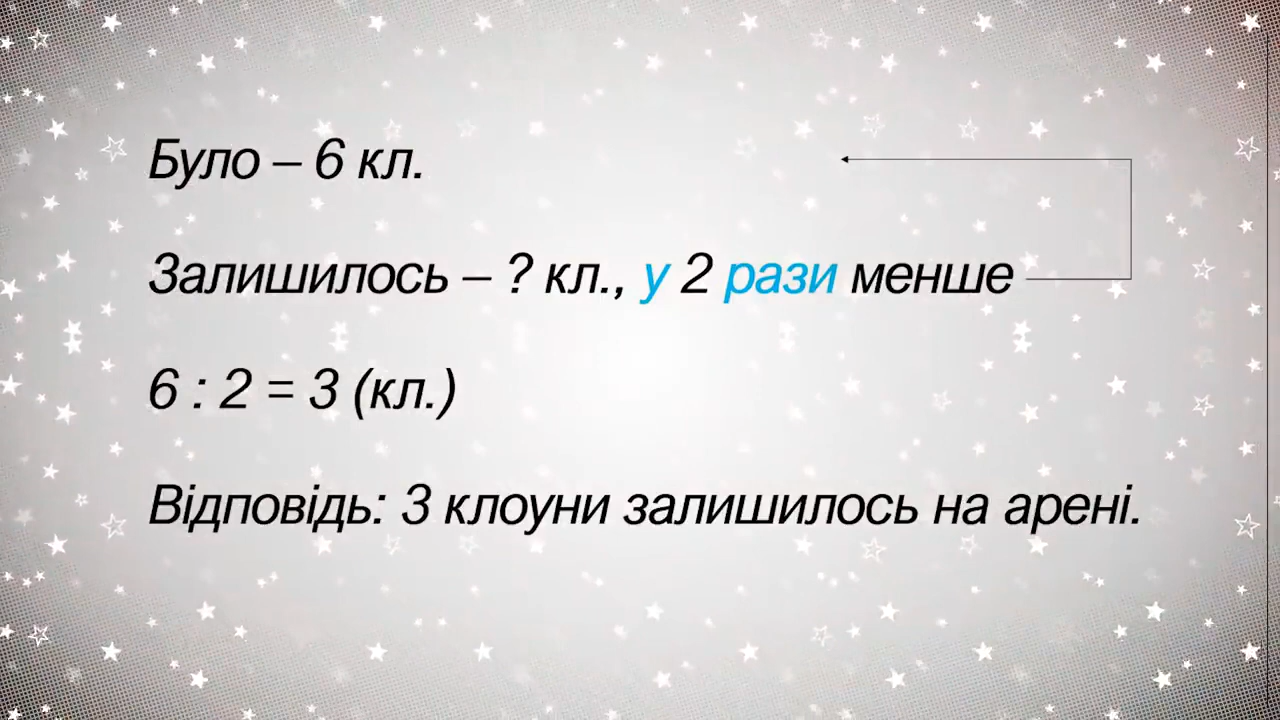 Було – 6 кл.
Залишилось – ? кл., у 2 рази менше
6 : 2 = 3 (кл.)
Відповідь: 3 клоуни залишилось на арені.